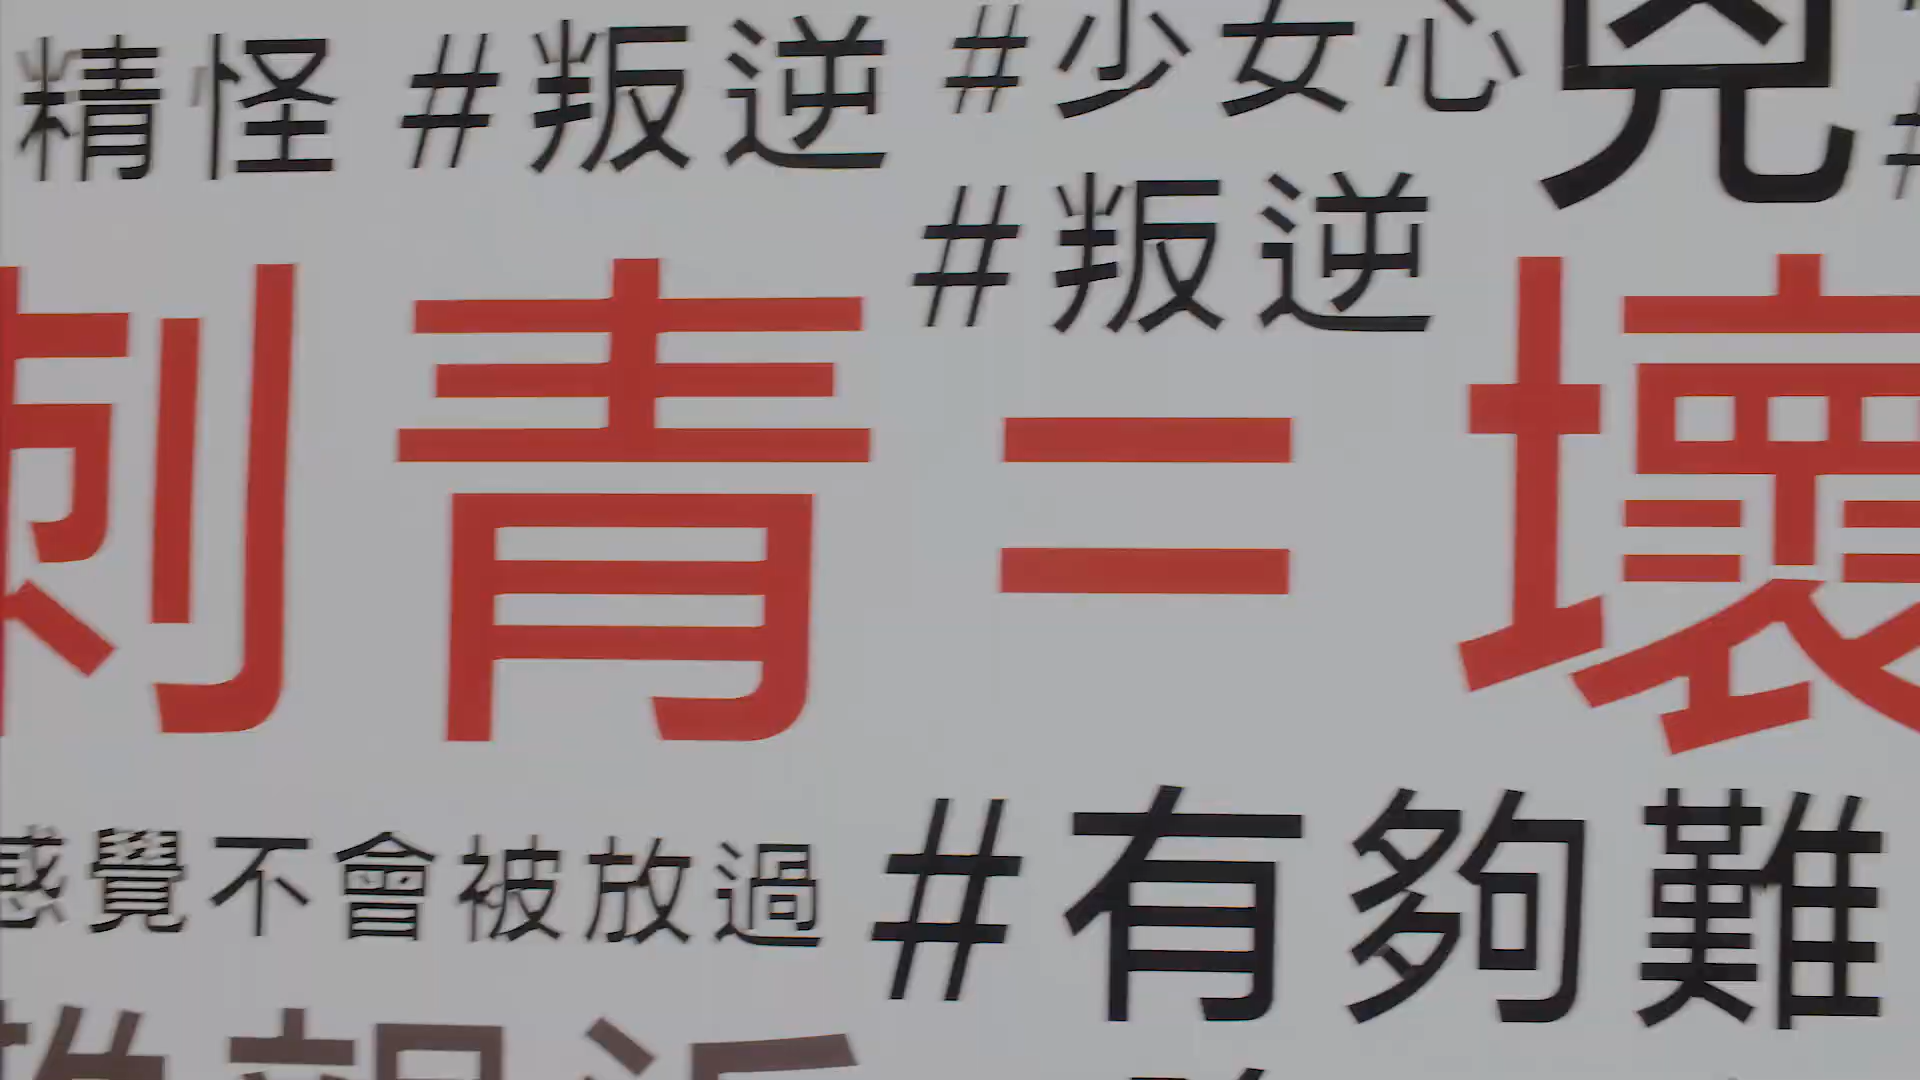 精怪 #叛逆 #少女心
#叛逆
刺青=壞
感覺不會被放過 #有夠難